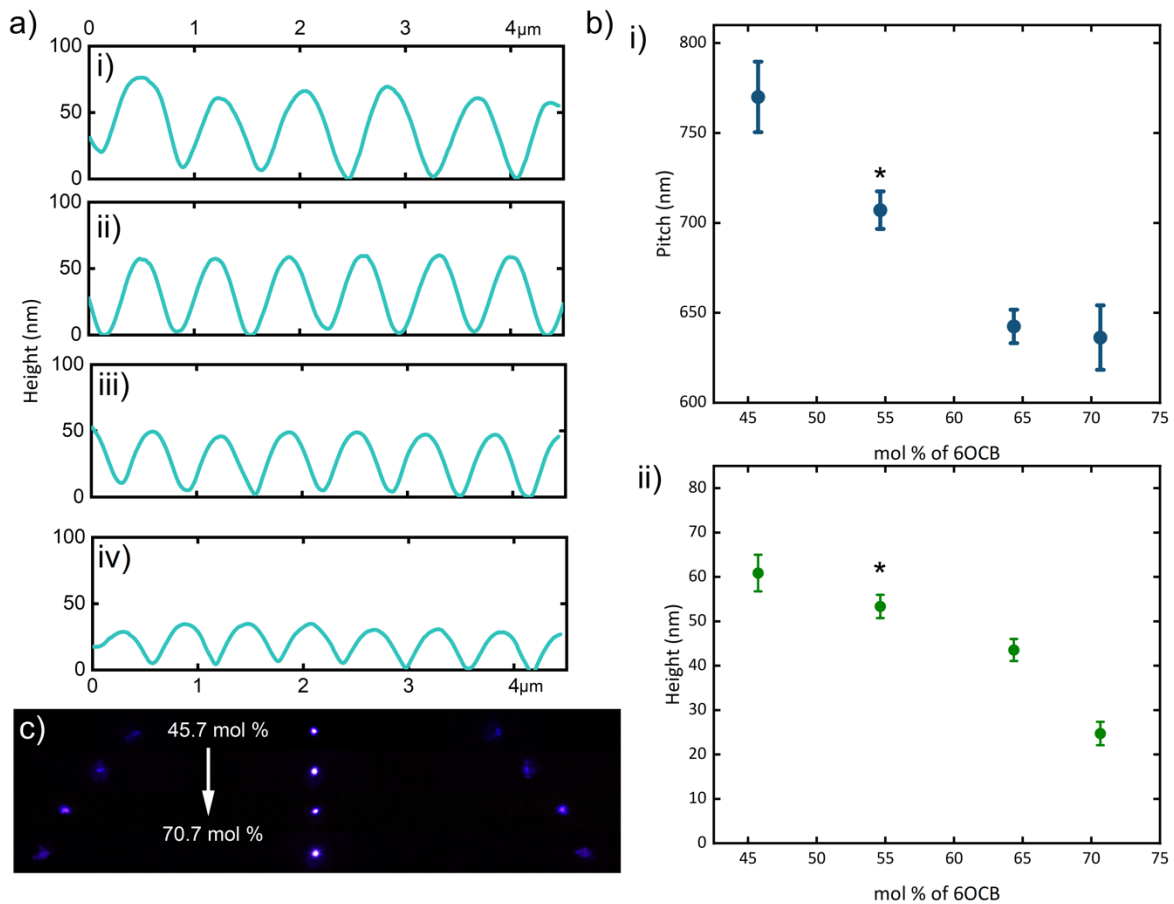 a)
0 1 2 3 4µm
100
50
0
i)
100
50
0
ii)
Height (nm)
100
50
0
iii)
100
50
0
iv)
0 1 2 3 4µm
c)
45.7 mol %
70.7 mol %
b)
i)
800
750
700
650
600
Pitch (nm)
*
45 50 55 60 65 70 75
mol % of 6OCB
ii)
80
70
60
50
40
30
20
10
0
Height (nm)
*
45 50 55 60 65 70 75
mol % of 6OCB